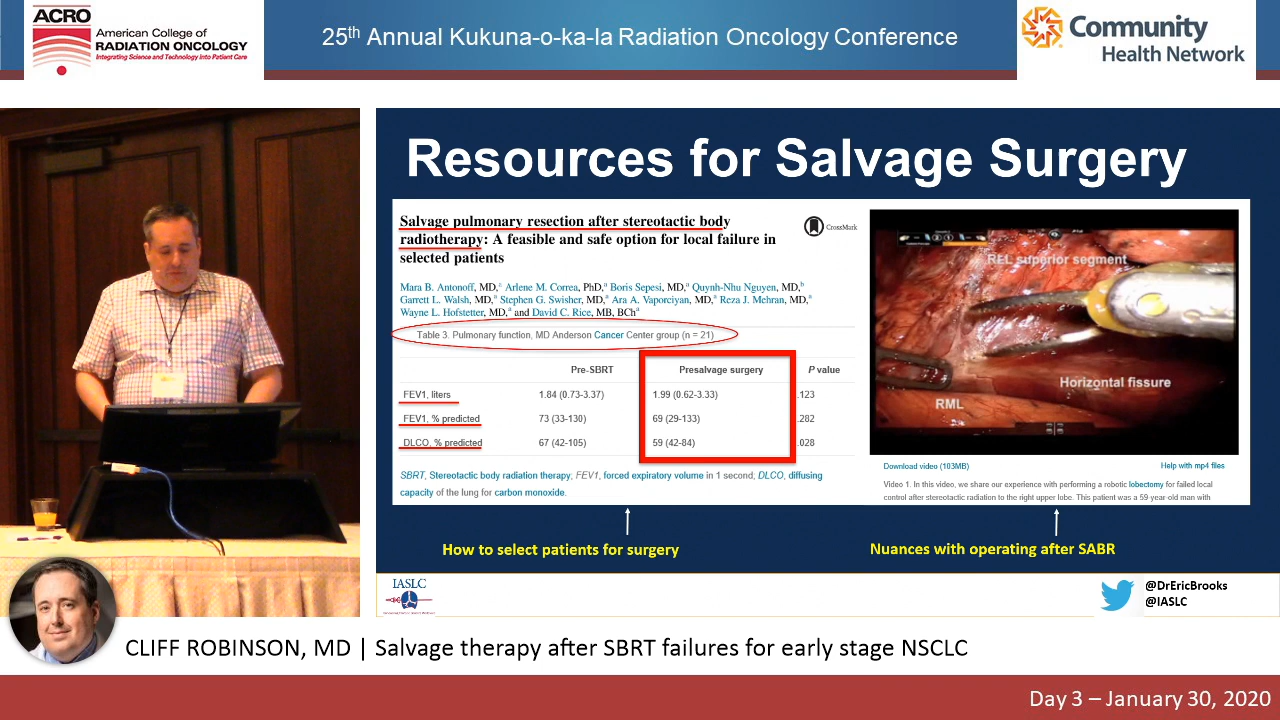 ACRO
American College of
RADIATION ONCOLOGY
Integrating Science and Technology Into Patient Care
25th Annual Kukuna-o-ka-la Radiation Oncology Conference
Community
Health Network
Resources for Salvage Surgery
Salvage pulmonary resection after stereotactic body
radiotherapy: A feasible and safe option for local failure in
selected patients
CrossMark
Mara B. Antonoff, MD,a Arlene M. Correa, PhD,a Boris Sepesi, MD,a Quynh-Nhu Nguyen, MD,b
Garrett L. Walsh, MD,a Stephen G. Swisher, MD,a Ara A. Vaporciyan, MD,a Reza J. Mehran, MD,a
Wayne L. Hofstetter, MD,a and David C. Rice, MB, BCha
Table 3. Pulmonary function, MD Anderson Cancer Center group (n = 21)
Pre-SBRT Presalvage surgery P value
FEV1, liters 1.84 (0.73-3.37) 1.99 (0.62-3.33) .123
FEV1, % predicted 73 (33-130) 69 (29-133) .282
DLCO, % predicted 67 (42-105) 59 (42-84) .028
SBRT, Stereotactic body radiation therapy; FEV1, forced expiratory volume in 1 second; DLCO, diffusing
capacity of the lung for carbon monoxide.
REL superior segment
Horizontal fissure
RML
Download video (103MB) Help with mp4 files
Video 1. In this video, we share our experience with performing a robotic lobectomy for failed local
control after stereotactic radiation to the right upper lobe. This patient was a 59-year-old man with
How to select patients for surgery
Nuances with operating after SABR
IASLC
@DrEricBrooks
@IASLC
CLIFF ROBINSON, MD | Salvage therapy after SBRT failures for early stage NSCLC
Day 3 – January 30, 2020